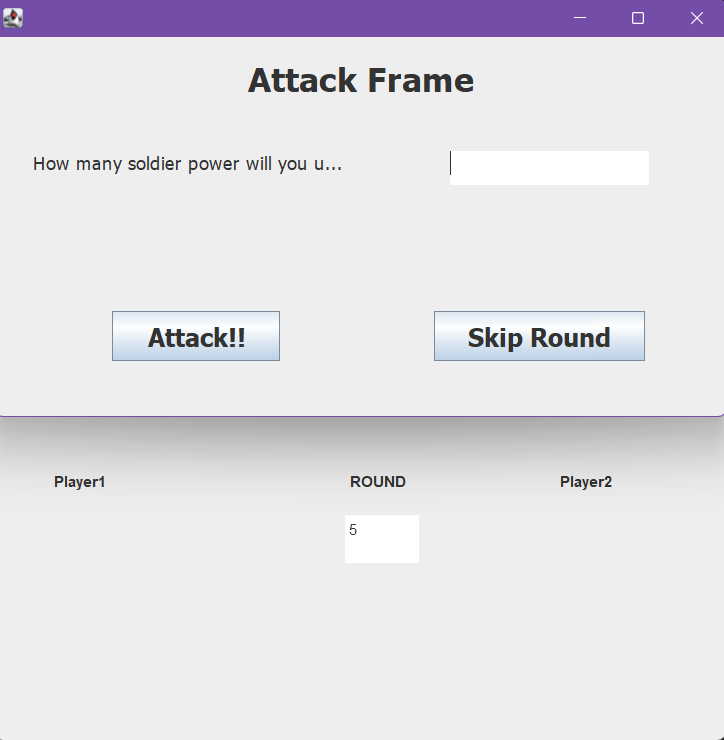 Attack Frame
How many soldier power will you u...
Attack!! Skip Round
Player1 ROUND Player2
5